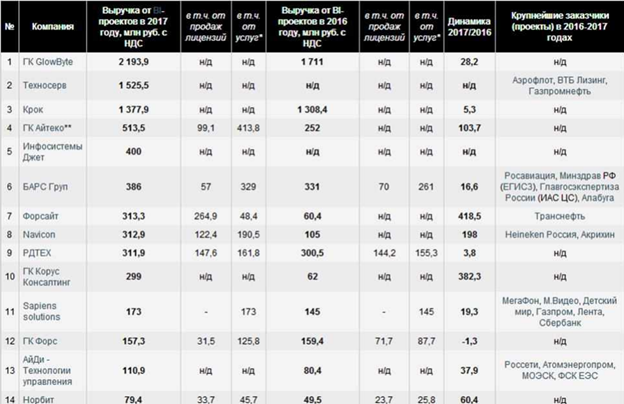 № Компания Выручка от BI-проектов в 2017 году, млн руб. с НДС в т.ч. от продаж лицензий в т.ч. от услуг* Выручка от BI-проектов в 2016 году, млн руб. с НДС в т.ч. от продаж лицензий в т.ч. от услуг* Динамика 2017/2016 Крупнейшие заказчики (проекты) в 2016-2017 годах
1 ГК GlowByte 2 193,9 н/д н/д 1 711 н/д н/д 28,2 н/д
2 Техносерв 1 525,5 н/д н/д н/д н/д н/д н/д Аэрофлот, ВТБ Лизинг, Газпромнефть
3 Крок 1 377,9 н/д н/д 1 308,4 н/д н/д 5,3 н/д
4 ГК Айтеко** 513,5 99,1 413,8 252 н/д н/д 103,7 н/д
5 Инфосистемы Джет 400 н/д н/д н/д н/д н/д н/д н/д
6 БАРС Груп 386 57 329 331 70 261 16,6 Росавиация, Минздрав РФ (ЕГИСЗ), Главгосэкспертиза России (ИАС ЦС), Алабуга
7 Форсайт 313,3 264,9 48,4 60,4 н/д н/д 418,5 Транснефть
8 Navicon 312,9 122,4 190,5 105 н/д н/д 198 Heineken Россия, Акрихин
9 РДТЕХ 311,9 147,6 161,8 300,5 144,2 155,3 3,8 н/д
10 ГК Корус Консалтинг 299 н/д н/д 62 н/д н/д 382,3 н/д
11 Sapiens solutions 173 - 173 145 - 145 19,3 МегаФон, М.Видео, Детский мир, Газпром, Лента, Сбербанк
12 ГК Форс 157,3 31,5 125,8 159,4 71,7 87,7 -1,3 н/д
13 АйДи - Технологии управления 110,9 н/д н/д 80,4 н/д н/д 37,9 Россети, Атомэнергопром, МОЭСК, ФСК ЕЭС
14 Норбит 79,4 33,7 45,7 49,5 23,7 25,8 60,4 н/д